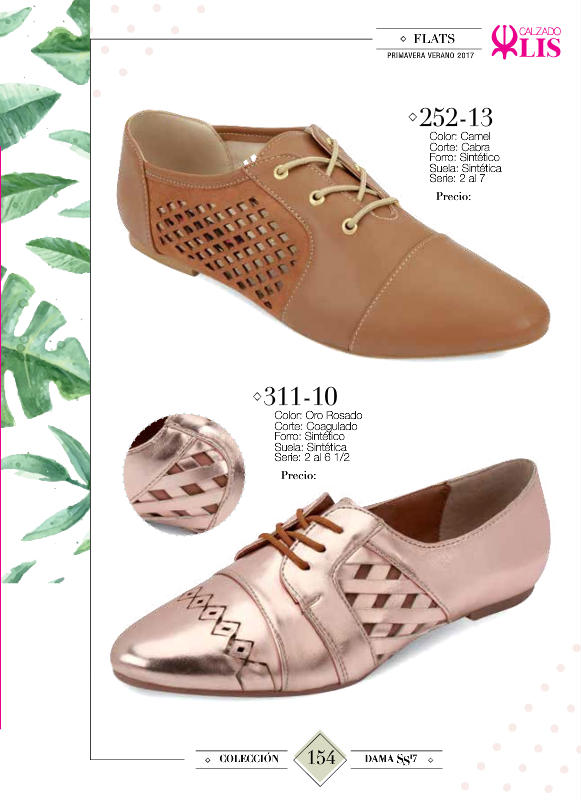 FLATS
PRIMAVERA VERANO 2017
CALZADO
LIS
252-13
Color: Camel
Corte: Cabra
Forro: Sintético
Suela: Sintética
Serie: 2 al 7
Precio:
311-10
Color: Oro Rosado
Corte: Coagulado
Forro: Sintético
Suela: Sintética
Serie: 2 al 6 1/2
Precio:
COLECCIÓN
154
DAMA SS'7